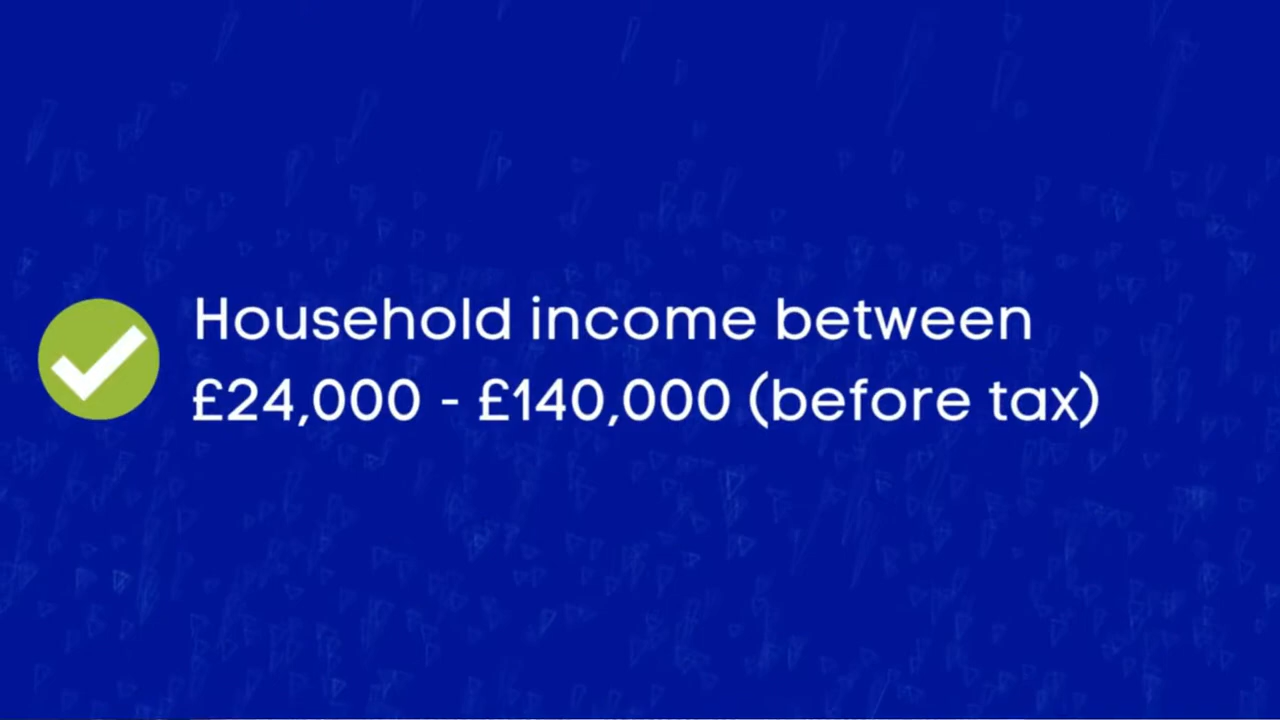 Household income between
£24,000 - £140,000 (before tax)